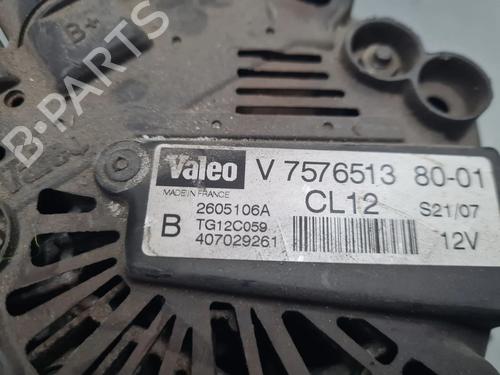 B+
B-PARTS
Valeo V 7576513 80-01
MADE IN FRANCE
2605106A CL12 S21/07
B TG12C059
407029261 12V